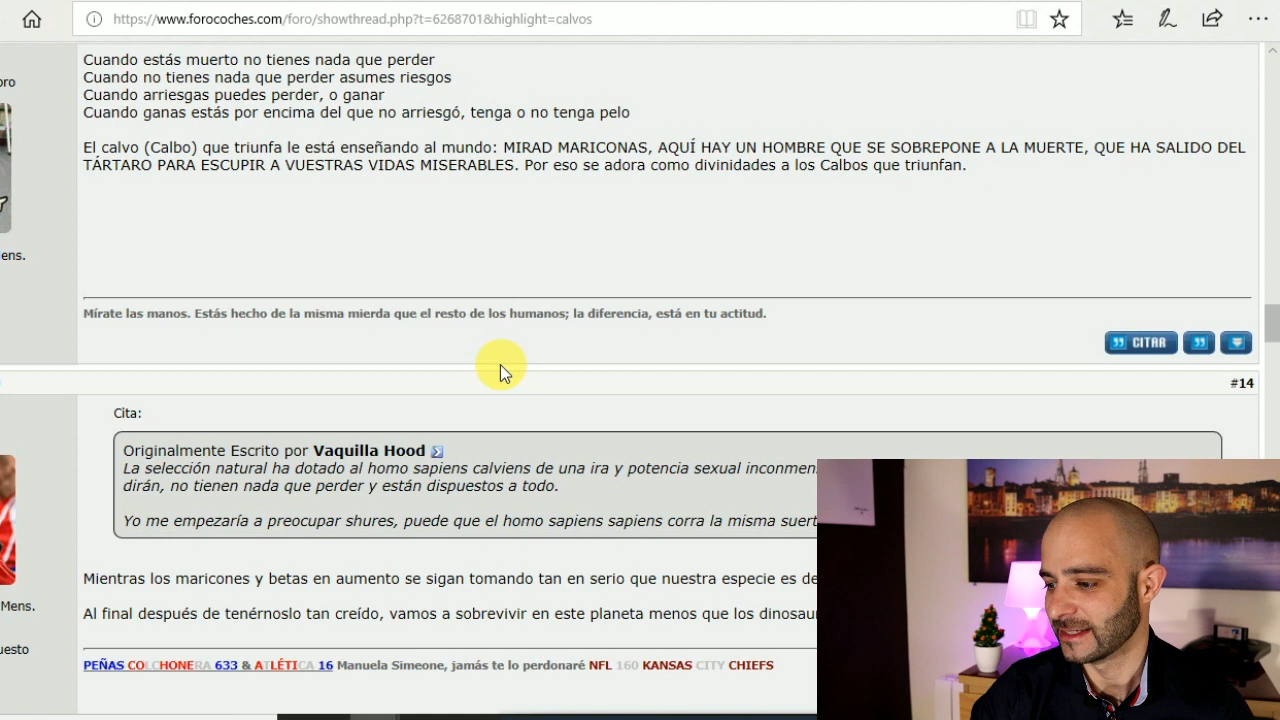 https://www.forocoches.com/foro/showthread.php?t=6268701&highlight=calvos
Cuando estás muerto no tienes nada que perder
Cuando no tienes nada que perder asumes riesgos
Cuando arriesgas puedes perder, o ganar
Cuando ganas estás por encima del que no arriesgó, tenga o no tenga pelo
El calvo (Calbo) que triunfa le está enseñando al mundo: MIRAD MARICONAS, AQUÍ HAY UN HOMBRE QUE SE SOBREPONE A LA MUERTE, QUE HA SALIDO DEL
TÁRTARO PARA ESCUPIR A VUESTRAS VIDAS MISERABLES. Por eso se adora como divinidades a los Calbos que triunfan.
ens.
Mírate las manos. Estás hecho de la misma mierda que el resto de los humanos; la diferencia, está en tu actitud.
CITAR
#14
Cita:
Originalmente Escrito por Vaquilla Hood
La selección natural ha dotado al homo sapiens calviens de una ira y potencia sexual inconmen
dirán, no tienen nada que perder y están dispuestos a todo.
Yo me empezaría a preocupar shures, puede que el homo sapiens sapiens corra la misma suert
Mientras los maricones y betas en aumento se sigan tomando tan en serio que nuestra especie es de
Mens.
Al final después de tenérnoslo tan creído, vamos a sobrevivir en este planeta menos que los dinosau
uesto
PEÑAS COLCHONERA 633 & ATLÉTICA 16 Manuela Simeone, jamás te lo perdonaré NFL 160 KANSAS CITY CHIEFS